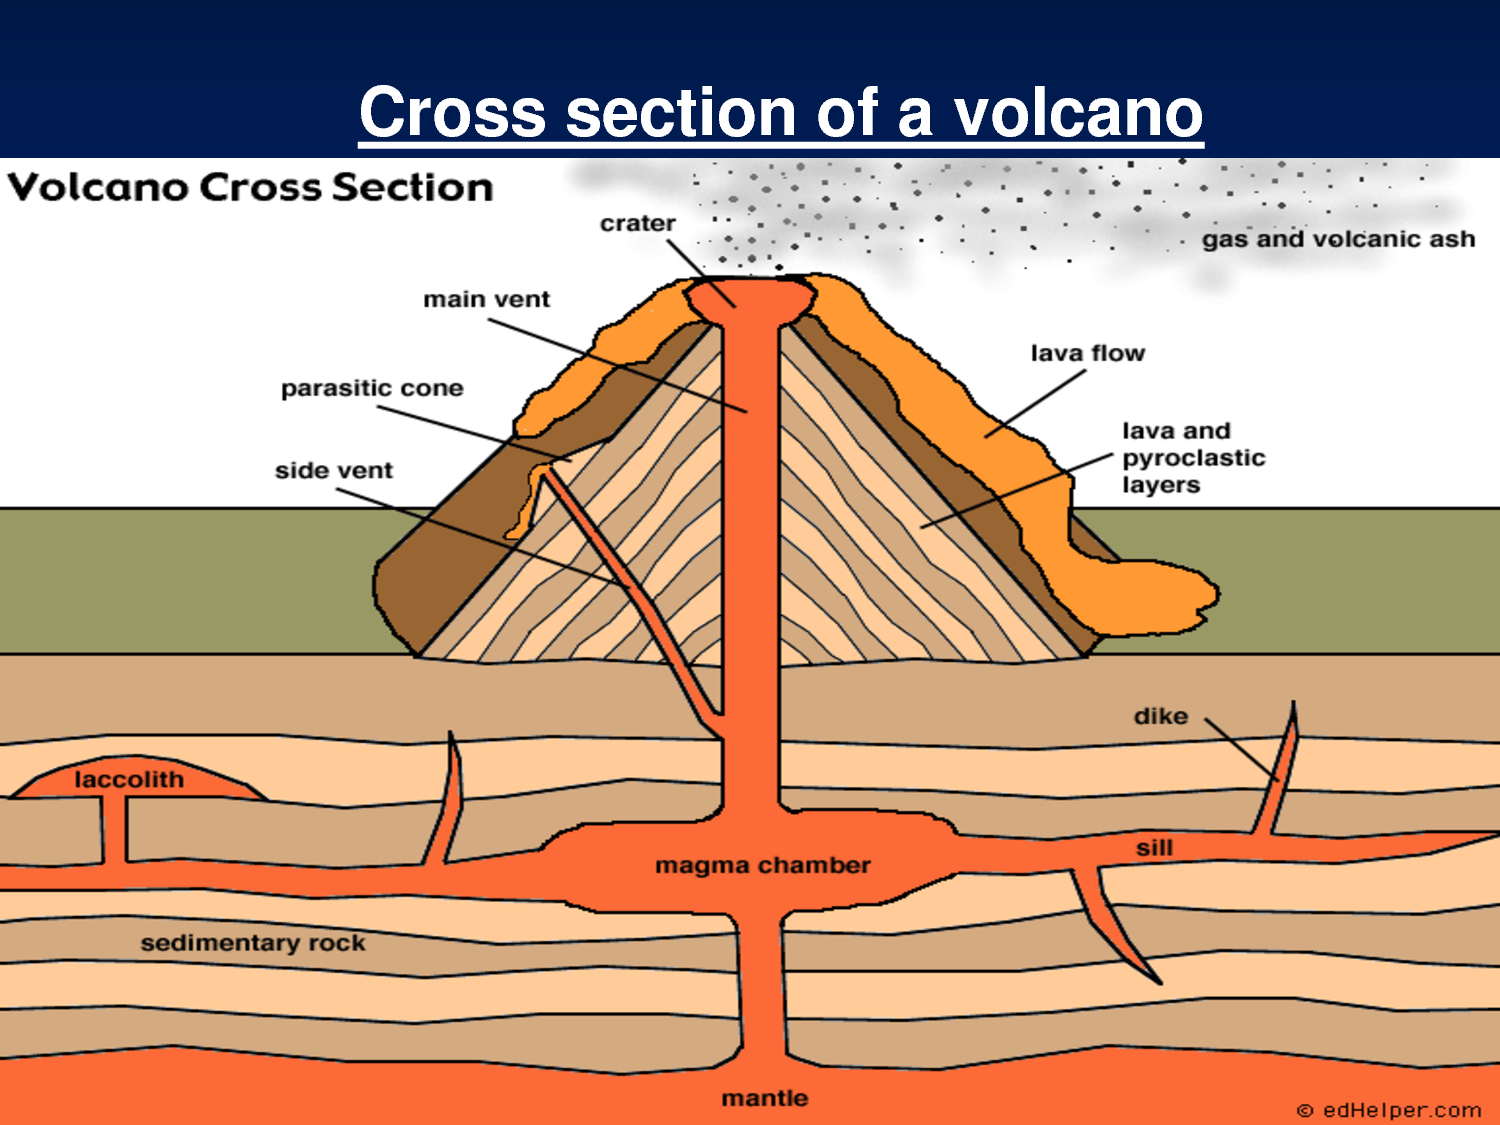 Cross section of a volcano
Volcano Cross Section
crater
gas and volcanic ash
main vent
lava flow
parasitic cone
lava and
pyroclastic
layers
side vent
dike
laccolith
sill
magma chamber
sedimentary rock
mantle
© edHelper.com